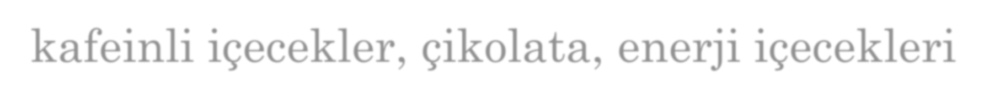 kafeinli içecekler, çikolata, enerji içecekleri